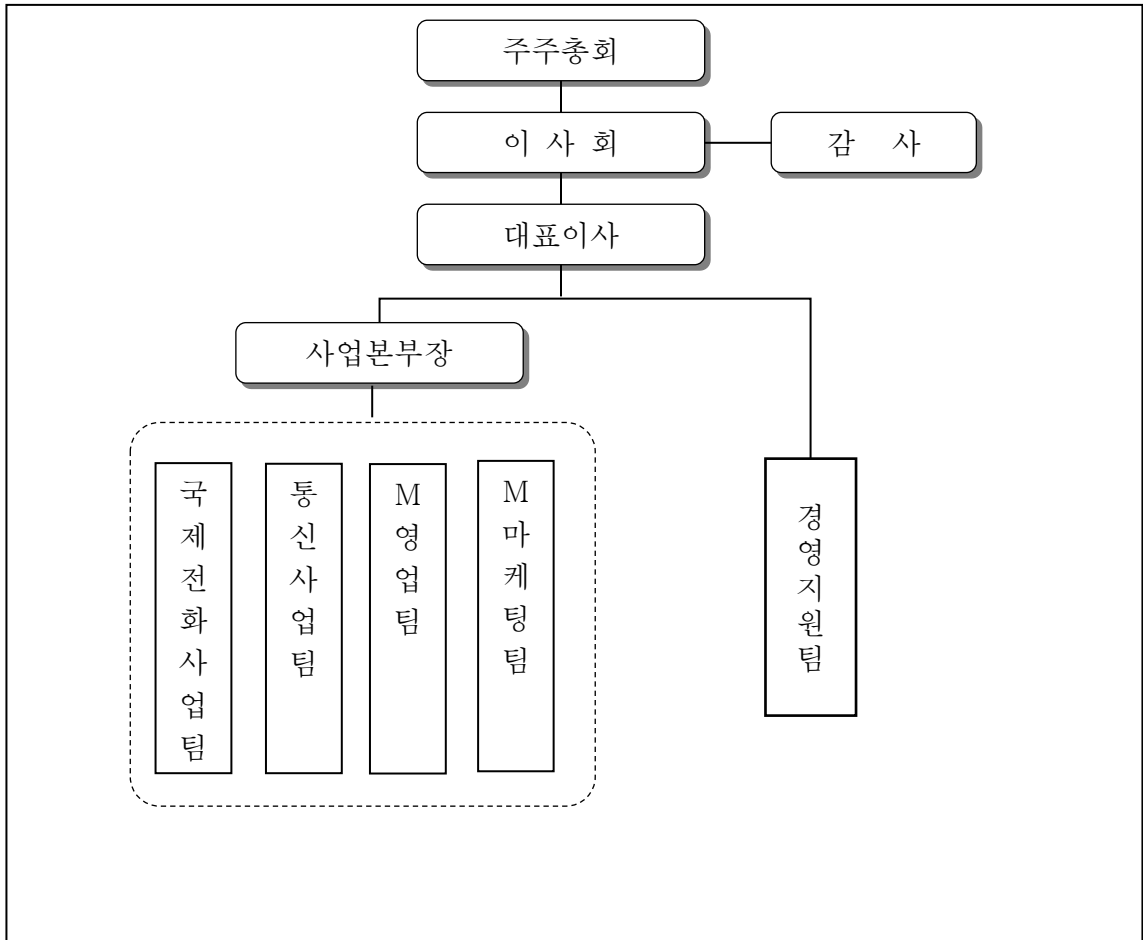 주주총회
이 사 회
감 사
대표이사
사업본부장
국제전화사업팀
통신사업팀
M영업팀
M마케팅팀
경영지원팀